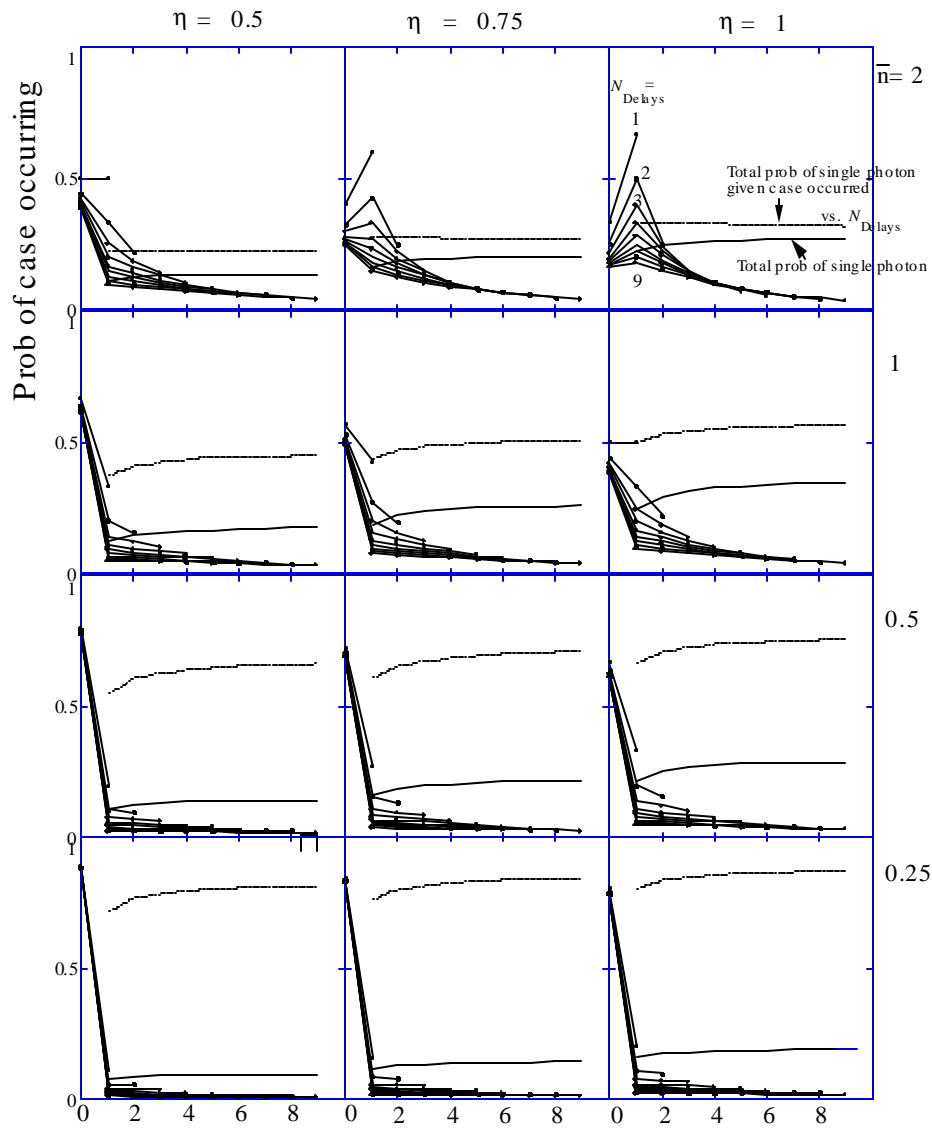 η = 0.5
η = 0.75
η = 1
n̅= 2
1
0.5
0
Prob of case occurring
N Delays =
1
2
3
9
Total prob of single photon
given case occurred
vs. N Delays
Total prob of single photon
1
1
0.5
0
0.5
1
0.5
0
0.25
1
0.5
0
0 2 4 6 8
0 2 4 6 8
0 2 4 6 8